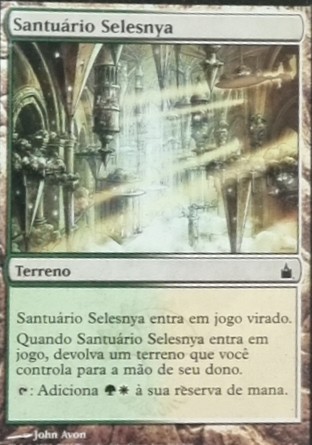 Santuário Selesnya
Terreno
Santuário Selesnya entra em jogo virado.
Quando Santuário Selesnya entra em
jogo, devolva um terreno que você
controla para a mão de seu dono.
: Adiciona à sua reserva de mana.
John Avon